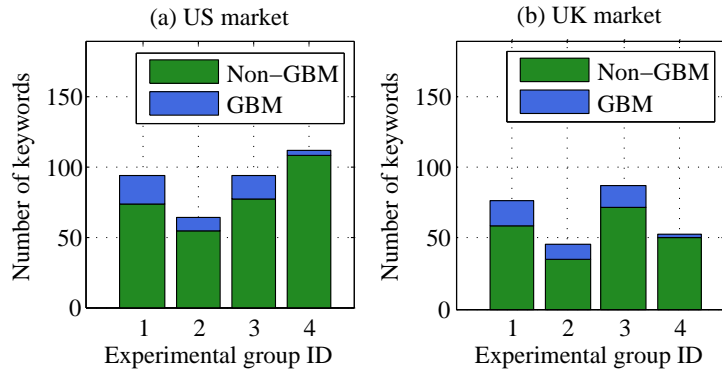 (a) US market
Number of keywords
150
100
50
0
Non−GBM
GBM
1 2 3 4
Experimental group ID
(b) UK market
Number of keywords
150
100
50
0
Non−GBM
GBM
1 2 3 4
Experimental group ID